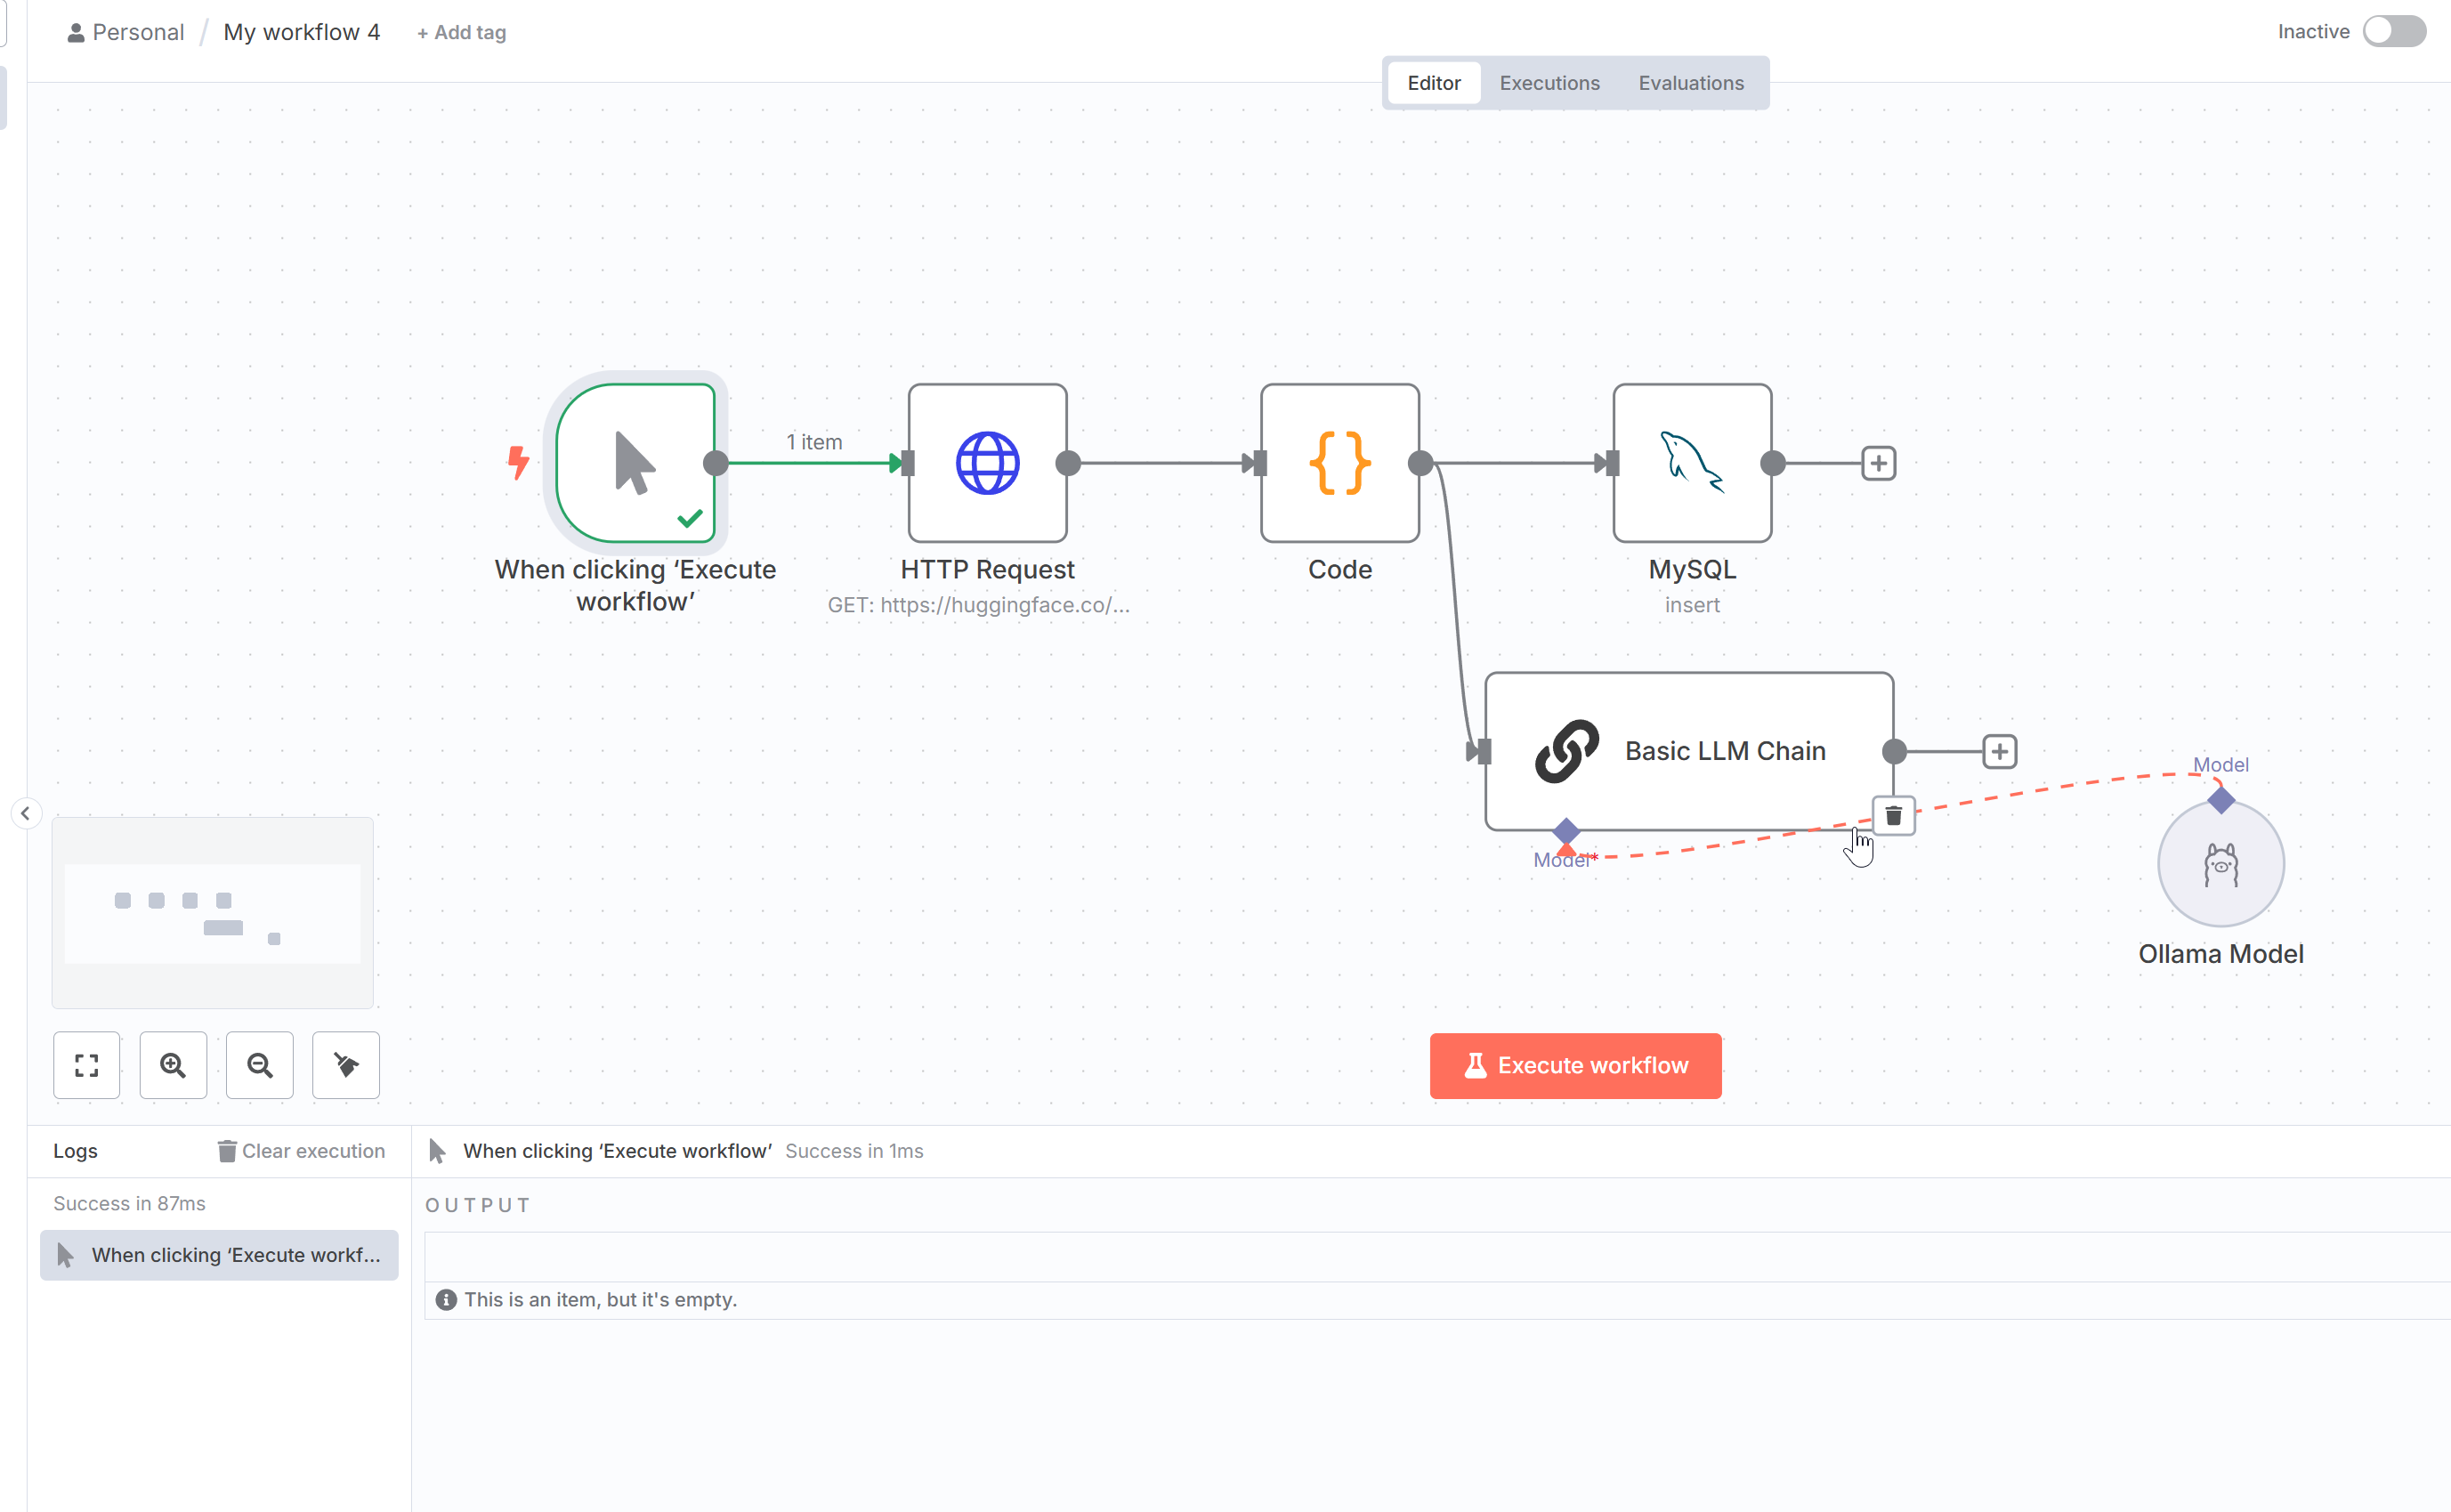 Personal / My workflow 4 + Add tag
Inactive
Editor Executions Evaluations
1 item
When clicking ‘Execute
workflow’
HTTP Request
GET: https://huggingface.co/...
Code
MySQL
insert
Basic LLM Chain
Model
Model*
Ollama Model
Execute workflow
Logs
Clear execution
When clicking ‘Execute workflow’ Success in 1ms
Success in 87ms
OUTPUT
When clicking ‘Execute workf...
This is an item, but it's empty.